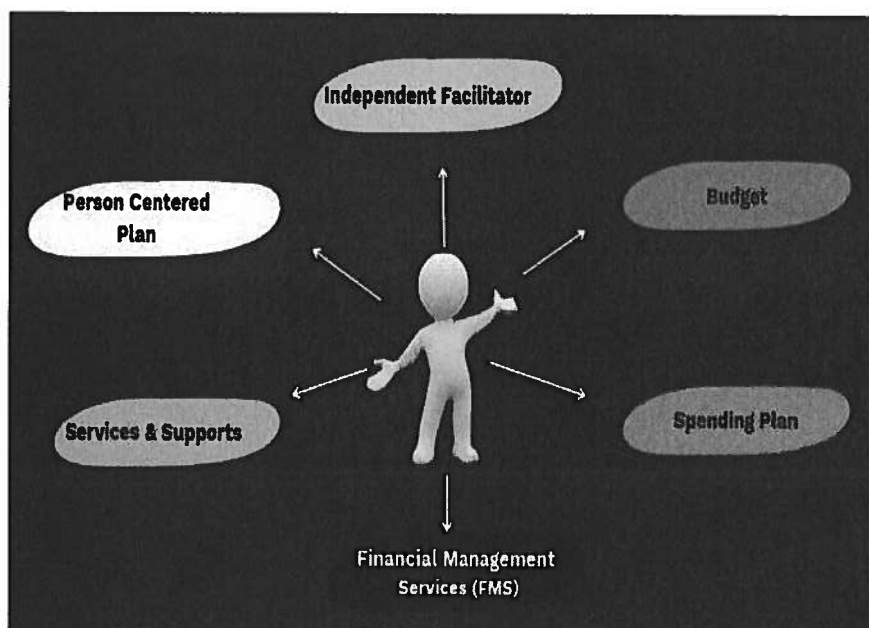 Independent Facilitator
Person Centered
Plan
Budget
Services & Supports
Spending Plan
Financial Management
Services (FMS)